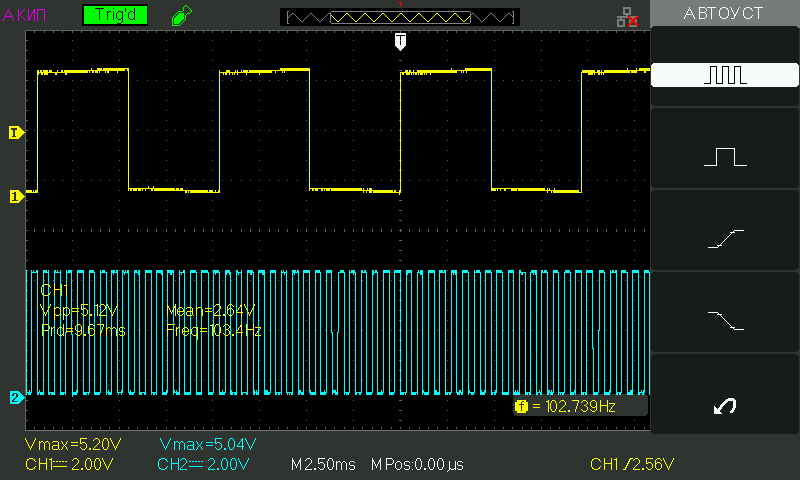 АКИП Trig'd АВТОУСТ
T
T
1
CH1
Vpp=5.12V Mean=2.64V
Prd=9.67ms Freq=103.4Hz
2
f = 102.739Hz
Vmax=5.20V Vmax=5.04V
CH1 2.00V CH2 2.00V M 2.50ms M Pos:0.00µs CH1 2.56V